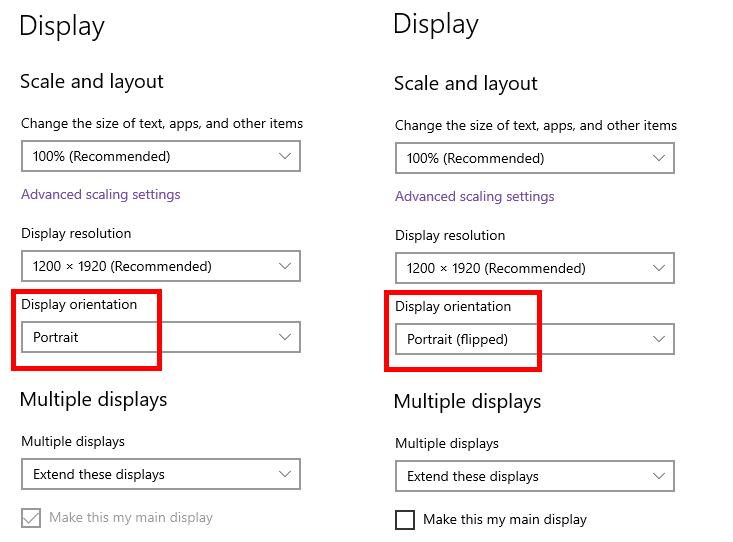 Display
Scale and layout
Change the size of text, apps, and other items
100% (Recommended)
Advanced scaling settings
Display resolution
1200 × 1920 (Recommended)
Display orientation
Portrait
Multiple displays
Multiple displays
Extend these displays
Make this my main display
Display
Scale and layout
Change the size of text, apps, and other items
100% (Recommended)
Advanced scaling settings
Display resolution
1200 × 1920 (Recommended)
Display orientation
Portrait (flipped)
Multiple displays
Multiple displays
Extend these displays
Make this my main display